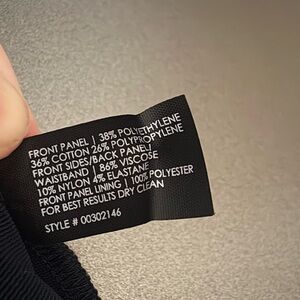 FRONT PANEL | 38% POLYETHYLENE
36% COTTON 26% POLYPROPYLENE
FRONT SIDES/BACK PANEL/
WAISTBAND | 86% VISCOSE
10% NYLON 4% ELASTANE
FRONT PANEL LINING | 100% POLYESTER
FOR BEST RESULTS DRY CLEAN
STYLE # 00302146